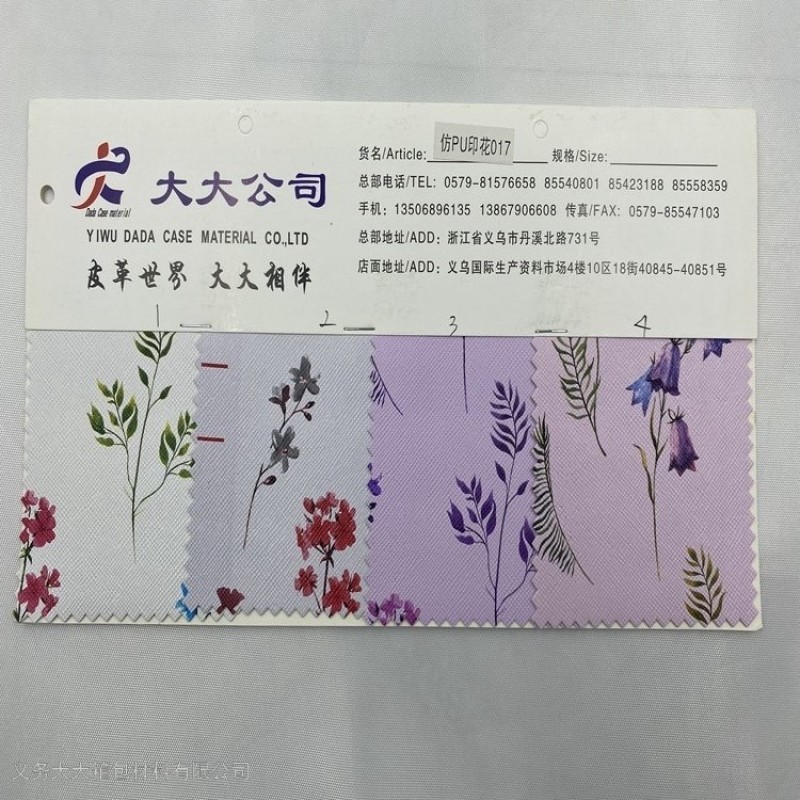 大大公司
Dada Case material
YIWU DADA CASE MATERIAL CO.,LTD
皮革世界 大大相伴
货名/Article: 仿PU印花017 规格/Size:
总部电话/TEL: 0579-81576658 85540801 85423188 85558359
手机: 13506896135 13867906608 传真/FAX: 0579-85547103
总部地址/ADD: 浙江省义乌市丹溪北路731号
店面地址/ADD: 义乌国际生产资料市场4楼10区18街40845-40851号
1 2 3 4
义务大大箱包材料有限公司